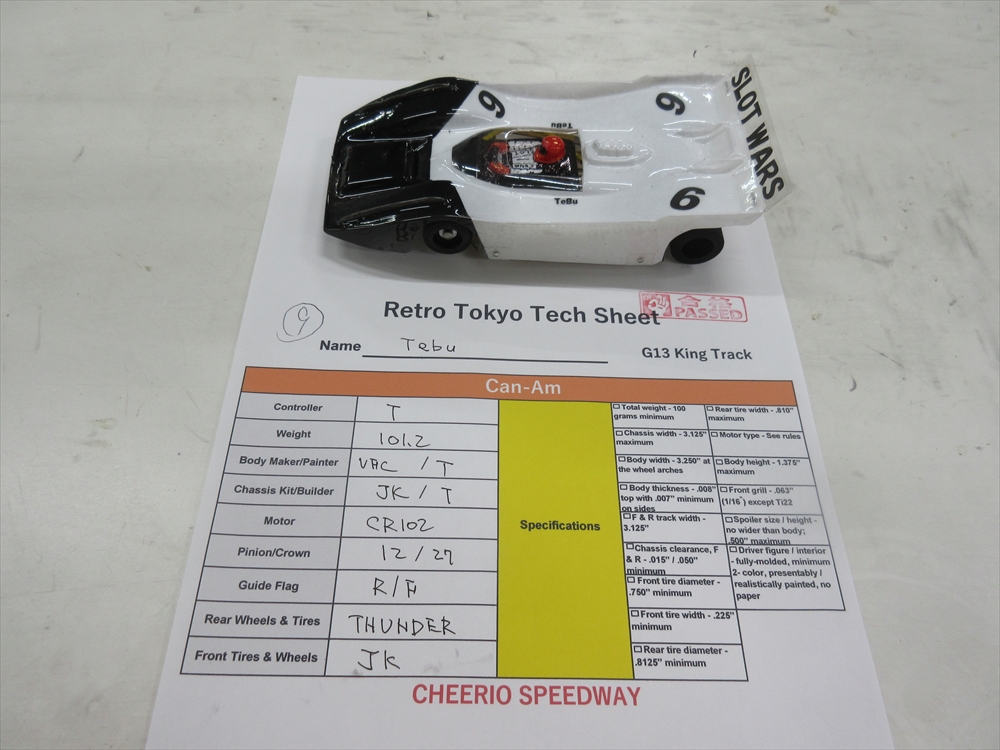 SLOT WARS
6
6
6
TeBu
TeBu
合格
PASSED
Retro Tokyo Tech Sheet
9
Name Tebu
G13 King Track
Can-Am
Controller T
Weight 101.2
Body Maker/Painter VAC / T
Chassis Kit/Builder JK / T
Motor CR102
Pinion/Crown 12 / 27
Guide Flag R/F
Rear Wheels & Tires THUNDER
Front Tires & Wheels JK
Specifications
Total weight - 100
grams minimum
Chassis width - 3.125"
maximum
Body width - 3.250" at
the wheel arches
Body thickness - .008"
top with .007" minimum
on sides
F & R track width -
3.125"
Chassis clearance, F
& R - .015" / .050"
minimum
Front tire diameter -
.750" minimum
Front tire width - .225"
minimum
Rear tire diameter -
.8125" minimum
Rear tire width - .810"
maximum
Motor type - See rules
Body height - 1.375"
maximum
Front grill - .063"
(1/16") except Ti22
Spoiler size / height -
no wider than body;
.500" maximum
Driver figure / interior
- fully-molded, minimum
2- color, presentably /
realistically painted, no
paper
CHEERIO SPEEDWAY